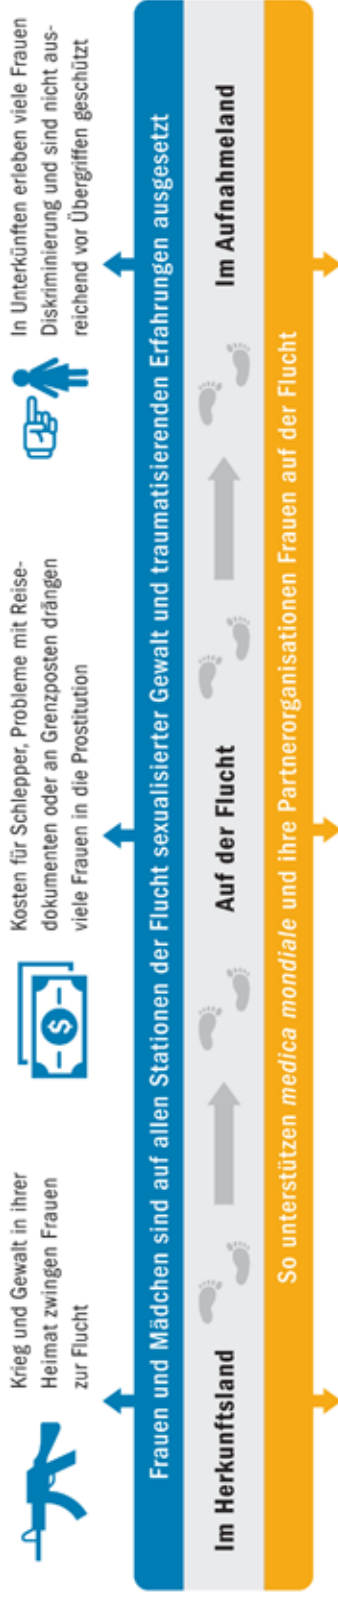 Krieg und Gewalt in ihrer
Heimat zwingen Frauen
zur Flucht
Kosten für Schlepper, Probleme mit Reise-
dokumenten oder an Grenzposten drängen
viele Frauen in die Prostitution
In Unterkünften erleben viele Frauen
Diskriminierung und sind nicht aus-
reichend vor Übergriffen geschützt
Frauen und Mädchen sind auf allen Stationen der Flucht sexualisierter Gewalt und traumatisierenden Erfahrungen ausgesetzt
Im Herkunftsland
Auf der Flucht
Im Aufnahmeland
So unterstützen medica mondiale und ihre Partnerorganisationen Frauen auf der Flucht